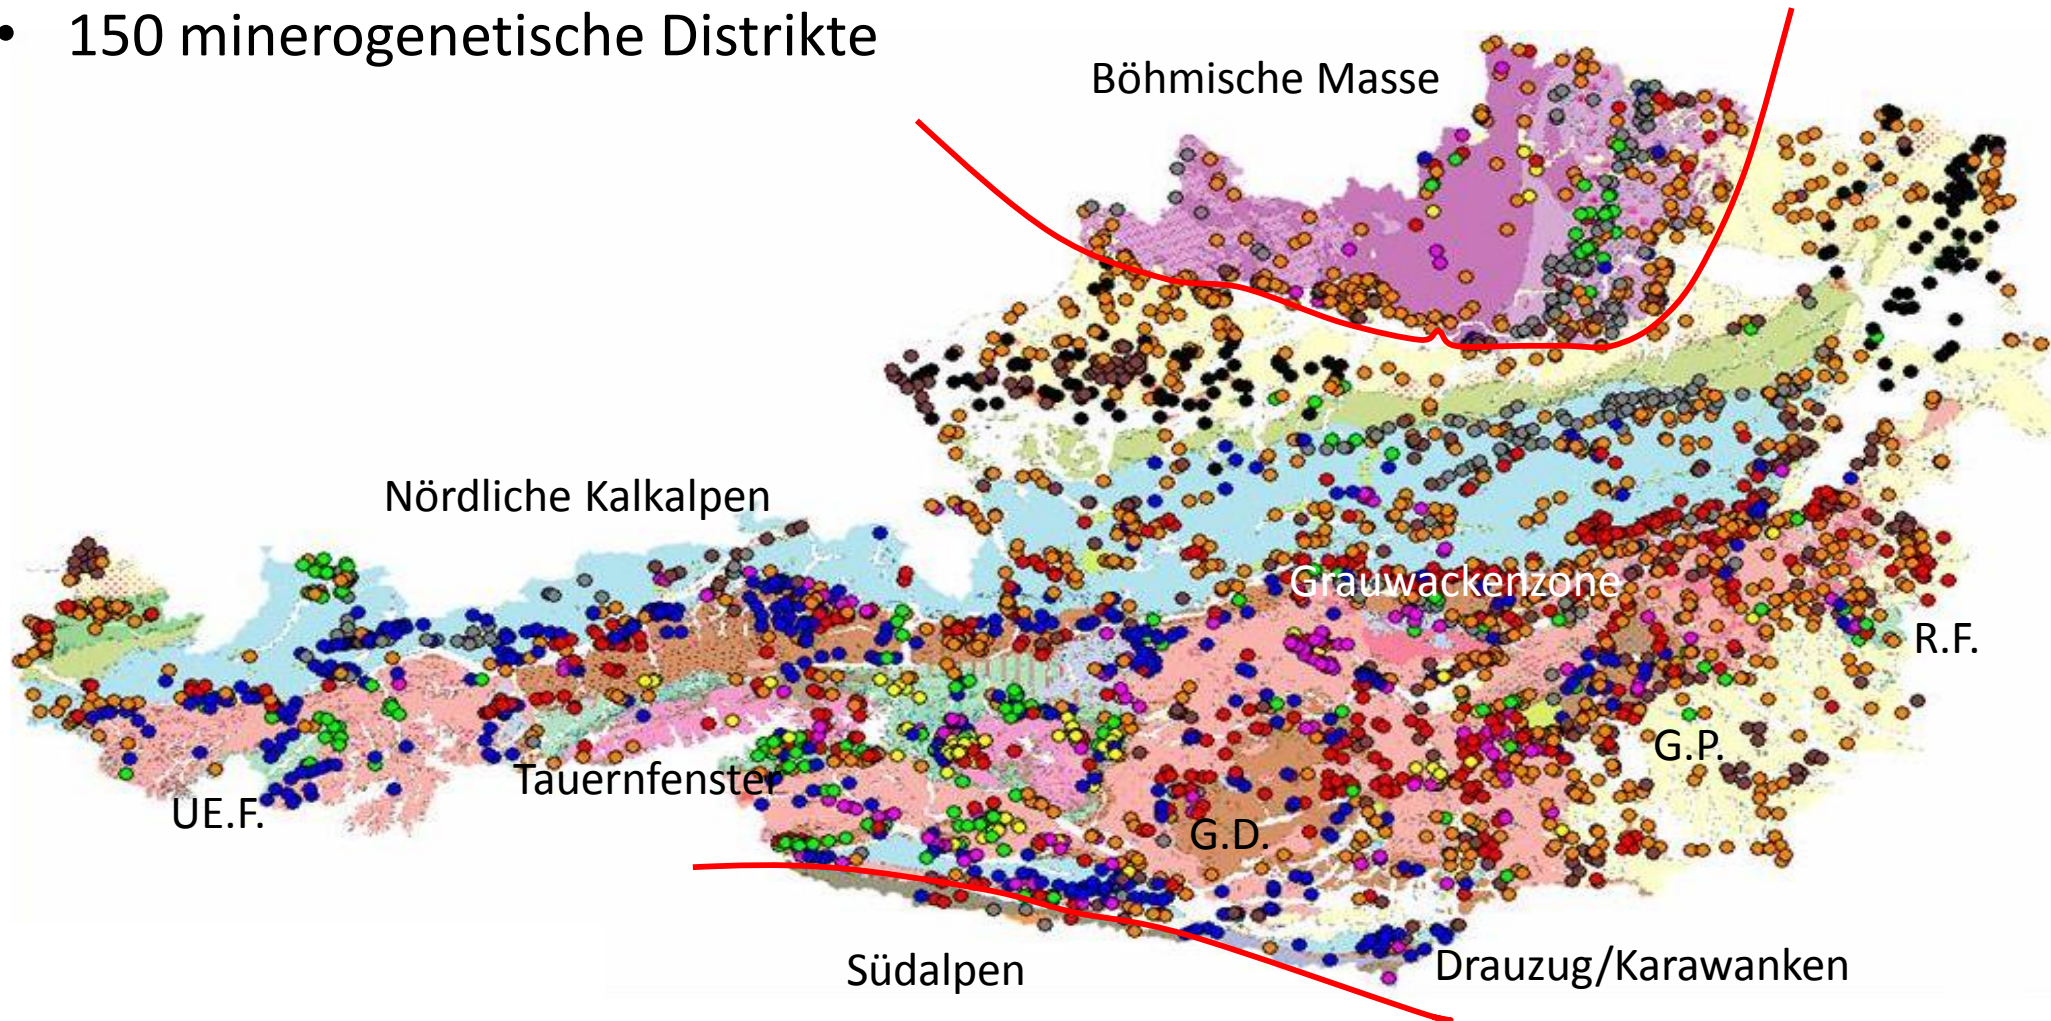 • 150 minerogenetische Distrikte
Böhmische Masse
Nördliche Kalkalpen
Grauwackenzone
R.F.
G.P.
Tauernfenster
UE.F.
G.D.
Südalpen
Drauzug/Karawanken